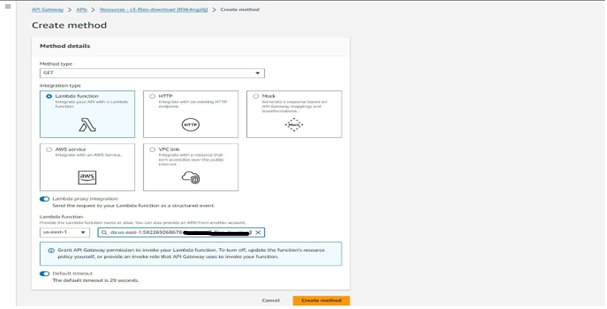 API Gateway > APIs > Resources - s3-files-download > Create method
Create method
Method details
Method type
GET
Integration type
Lambda function
Integrate your API with a Lambda
function.
HTTP
Integrate with an existing HTTP
endpoint.
Mock
Generate a response based on
API Gateway mappings and
transformations.
HTTP
Mock
AWS service
Integrate with an AWS Service.
VPC link
Integrate with a resource that
isn't accessible over the public
internet.
aws
Lambda proxy integration
Send the request to your Lambda function as a structured event.
Lambda function
Provide the Lambda function name or alias. You can also provide an ARN from another account.
us-east-1
da:us-east-1:582269268678
Grant API Gateway permission to invoke your Lambda function. To turn off, update the function's resource
policy yourself, or provide an invoke role that API Gateway uses to invoke your function.
Default timeout
The default timeout is 29 seconds.
Cancel
Create method